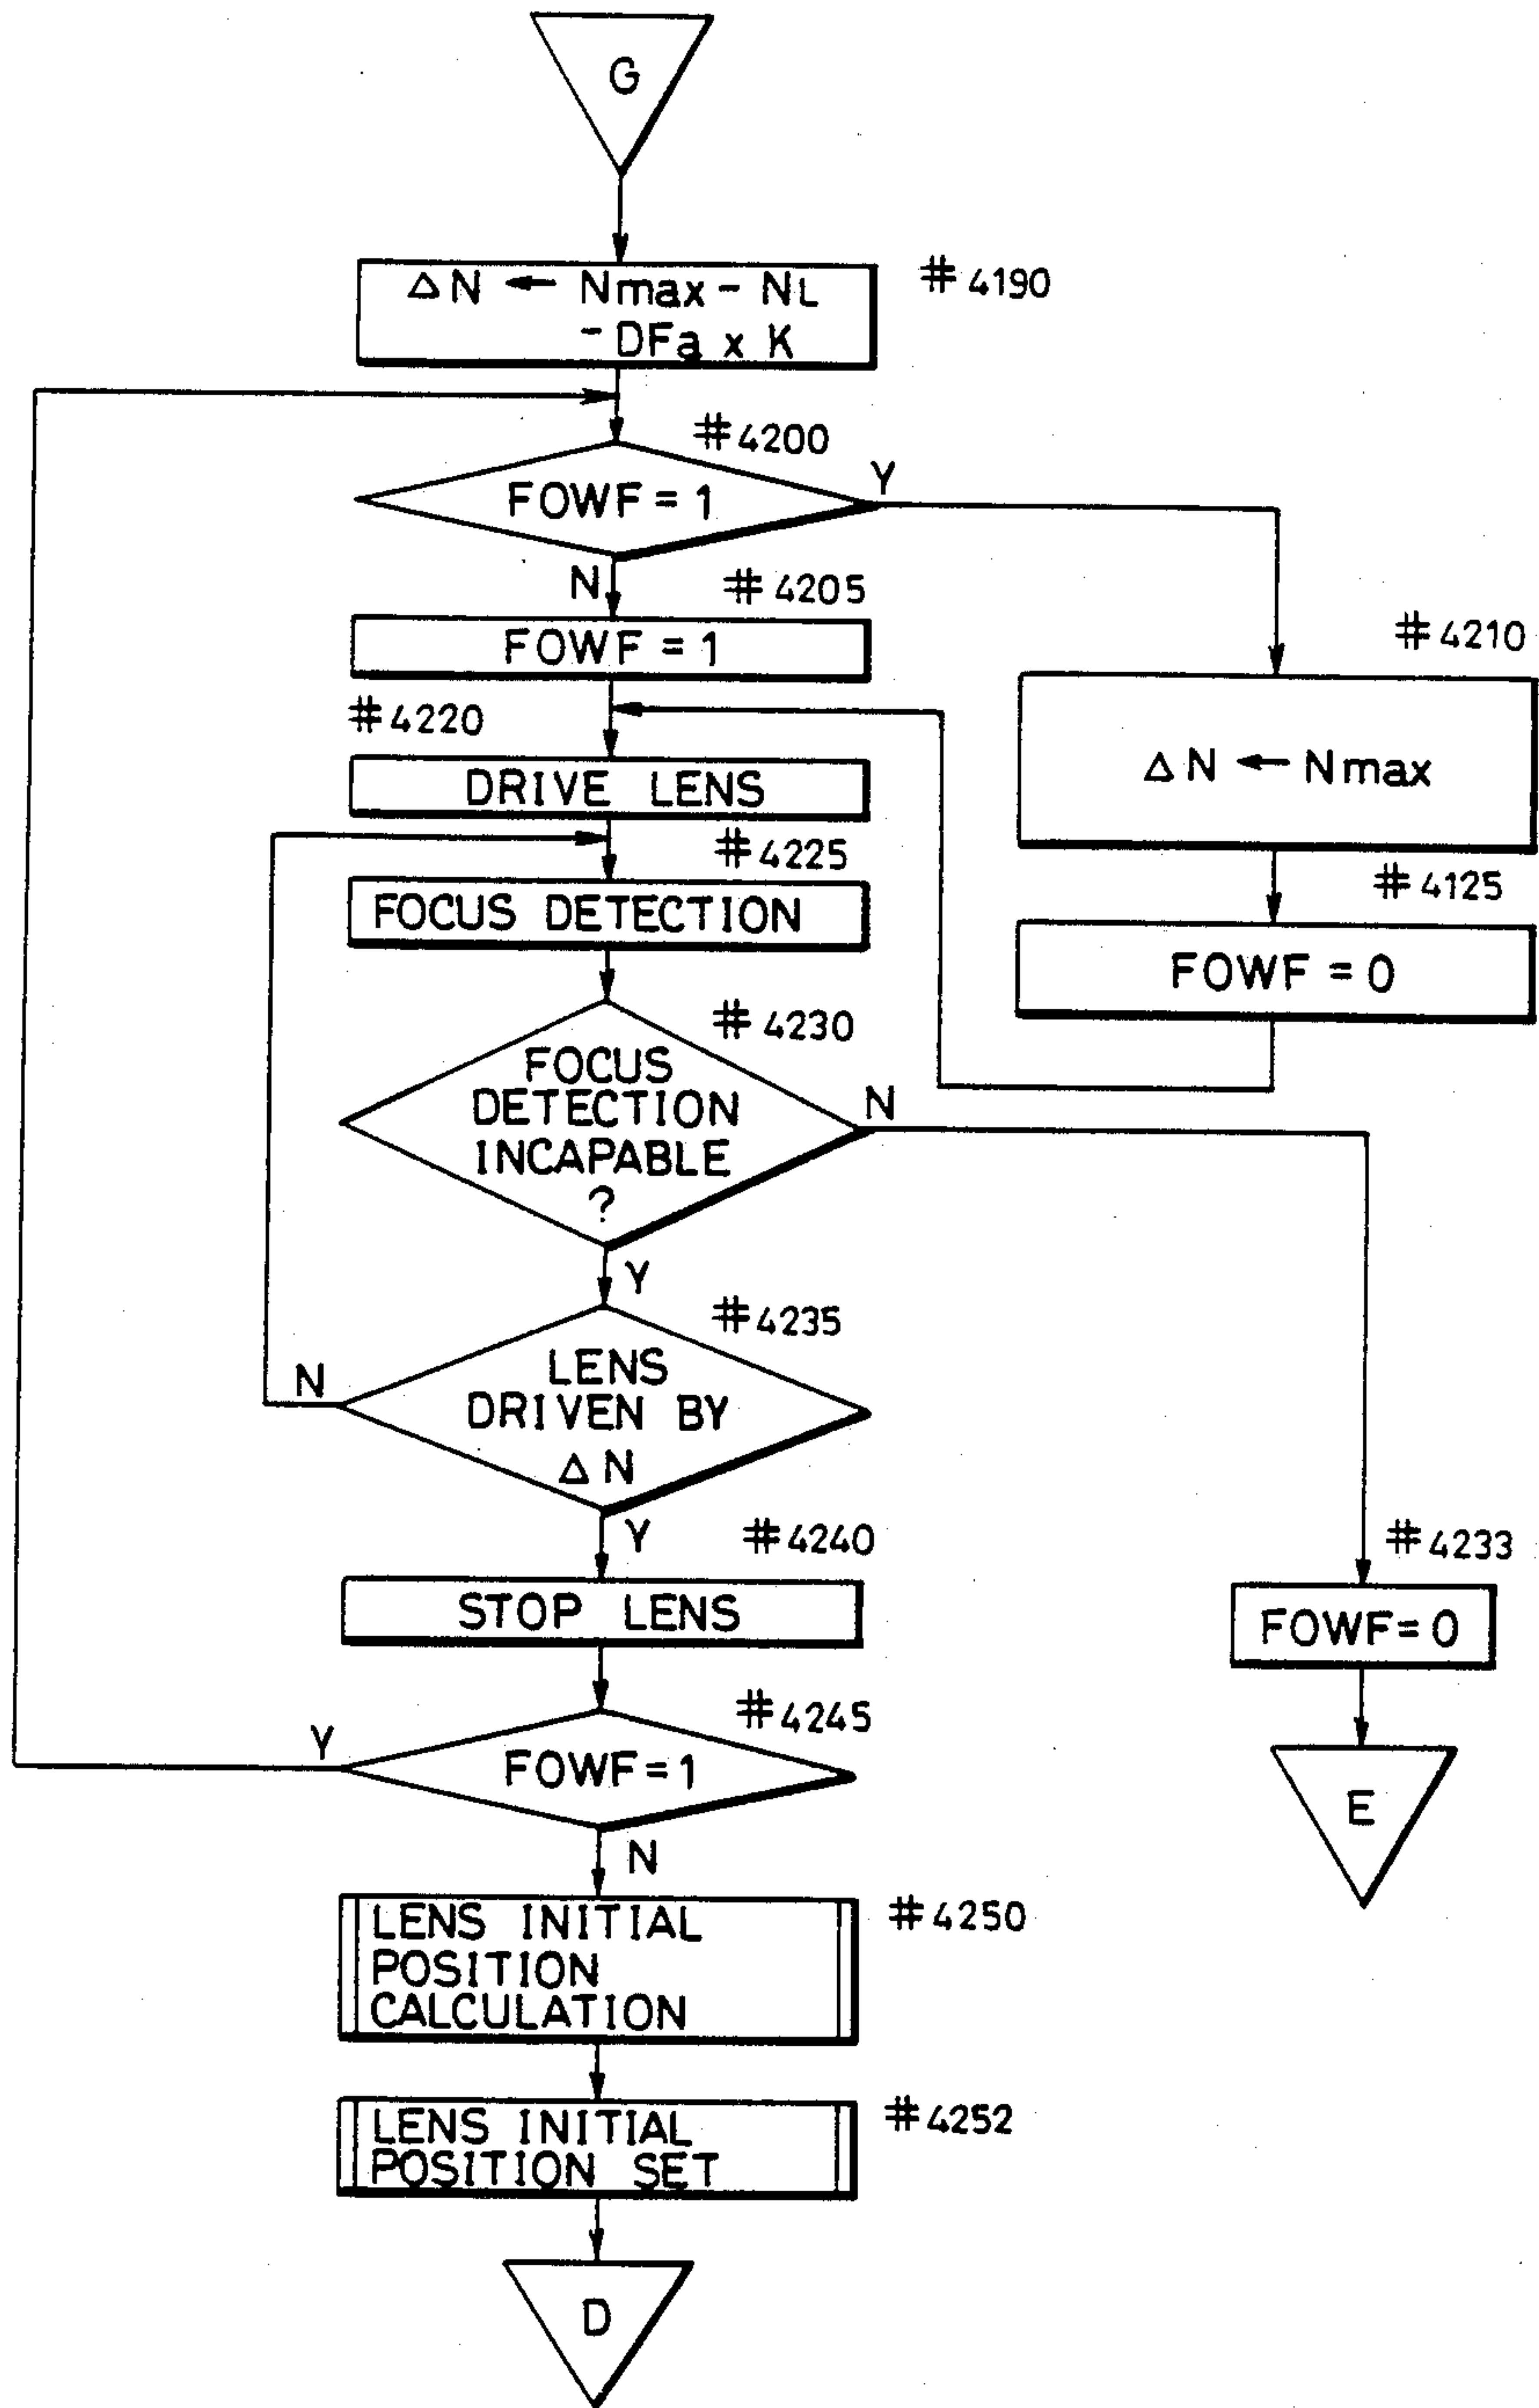 G
ΔN ← Nmax - NL
- DFa x K
#4190
#4200
FOWF = 1
Y
N
#4205
FOWF = 1
#4210
ΔN ← Nmax
#4220
DRIVE LENS
#4225
FOCUS DETECTION
#4125
FOWF = 0
#4230
FOCUS
DETECTION
INCAPABLE
?
N
Y
#4235
LENS
DRIVEN BY
ΔN
N
Y
#4240
STOP LENS
#4233
FOWF = 0
#4245
FOWF = 1
Y
N
E
#4250
LENS INITIAL
POSITION
CALCULATION
#4252
LENS INITIAL
POSITION SET
D